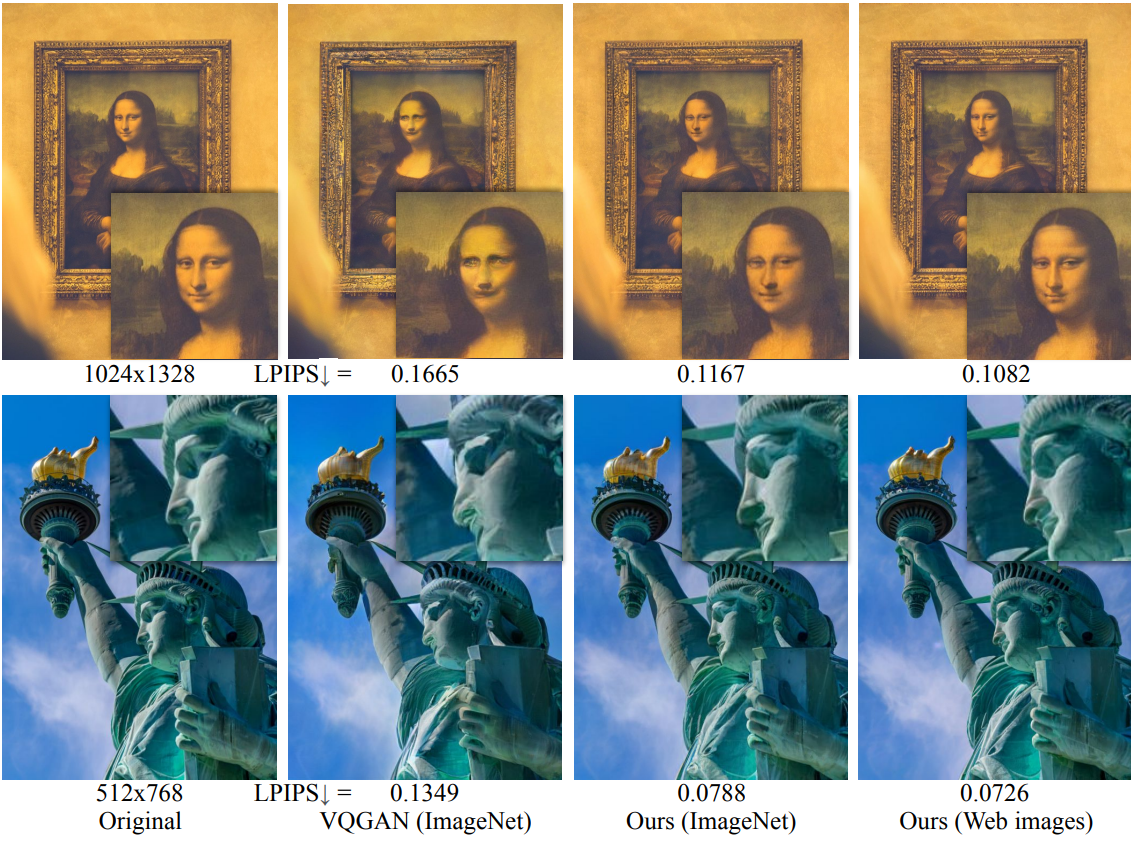 1024x1328 LPIPS↓ = 0.1665 0.1167 0.1082
512x768 LPIPS↓ = 0.1349 0.0788 0.0726
Original VQGAN (ImageNet) Ours (ImageNet) Ours (Web images)